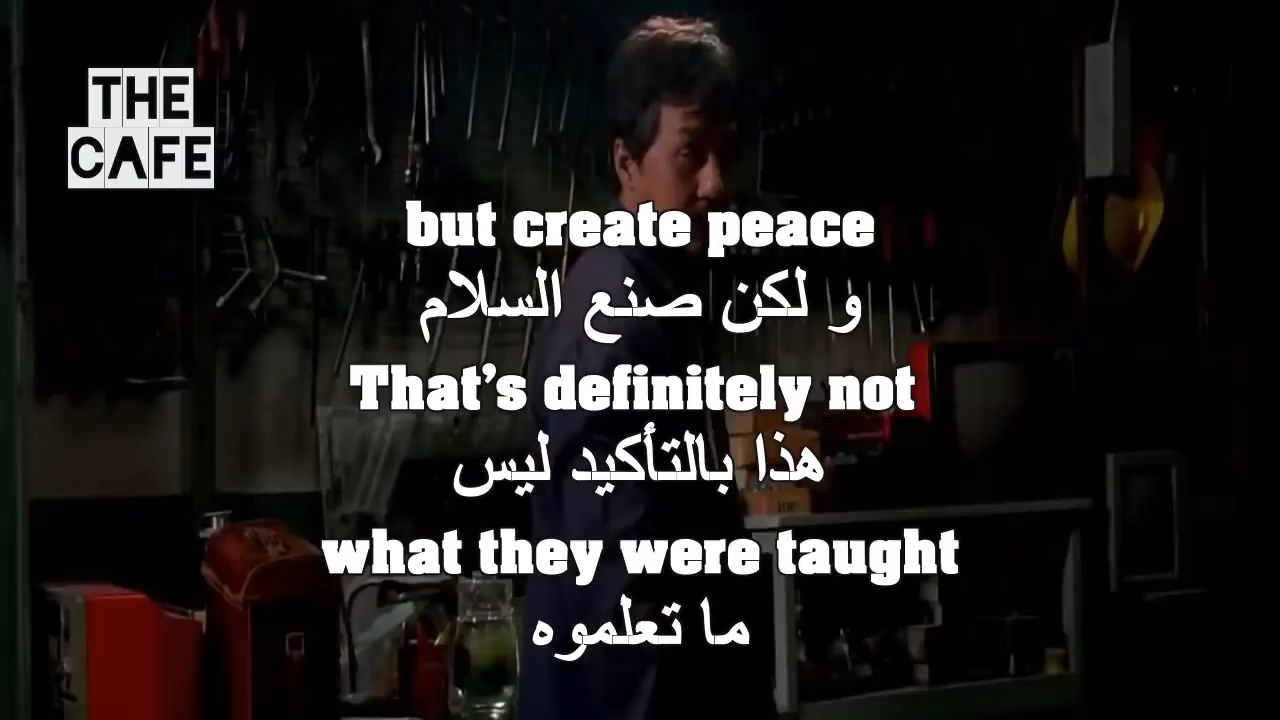 THE
CAFE
but create peace
و لكن صنع السلام
That's definitely not
هذا بالتأكيد ليس
what they were taught
ما تعلموه